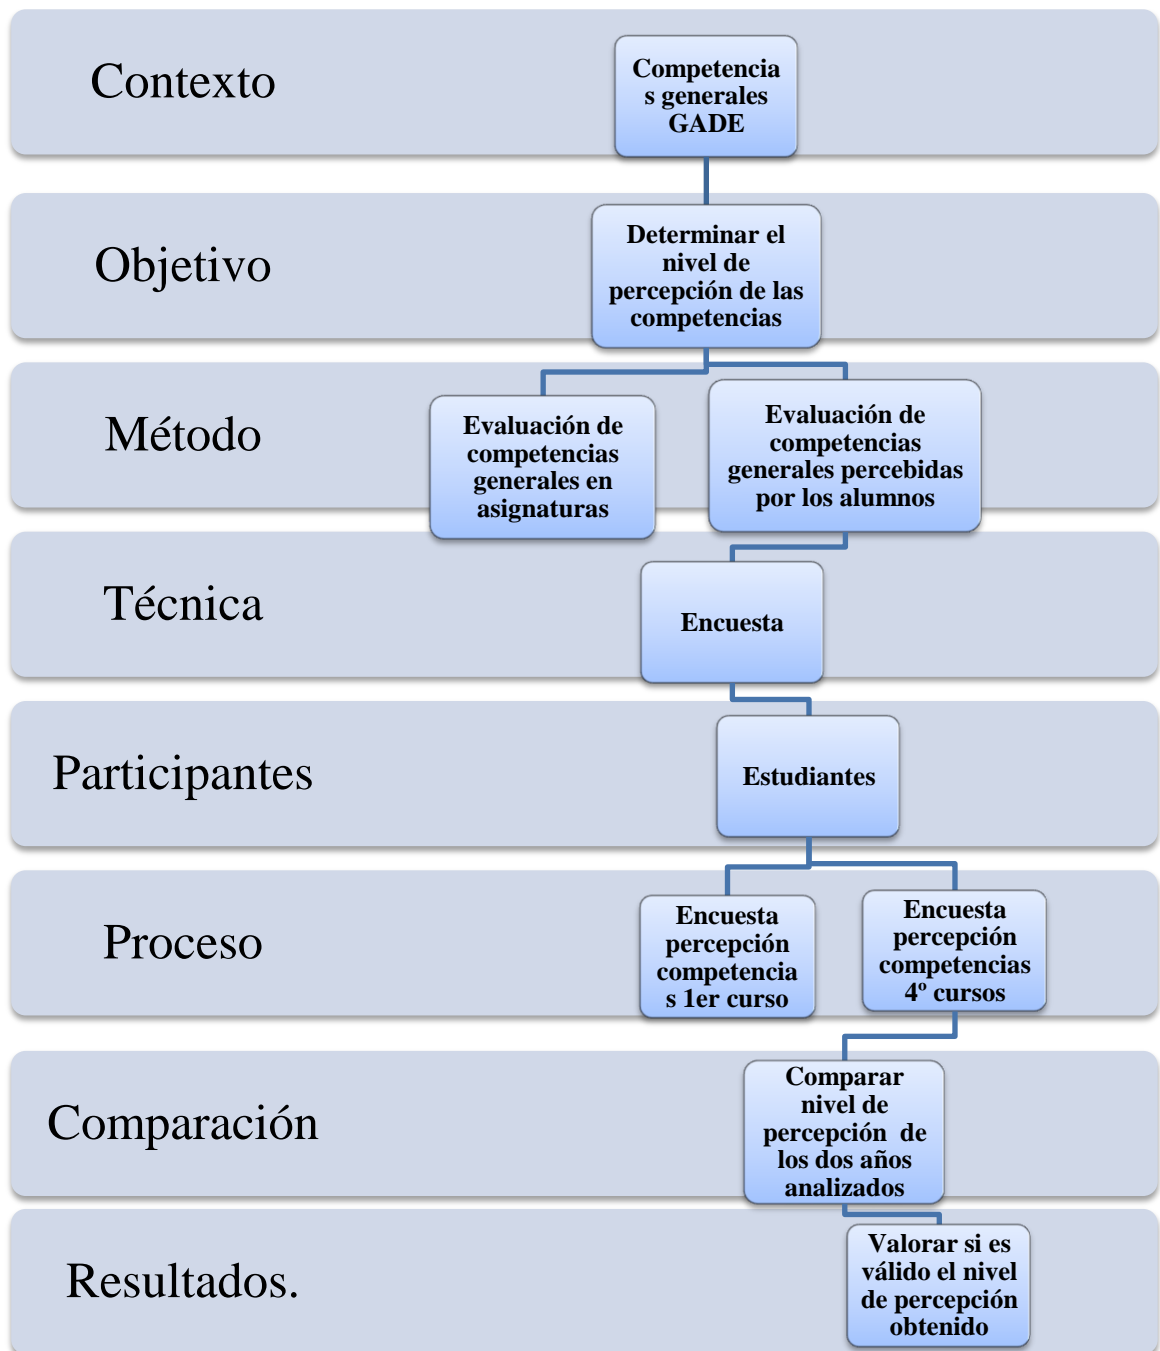 Contexto
Competencia
s generales
GADE
Objetivo
Determinar el
nivel de
percepción de las
competencias
Método
Evaluación de
competencias
generales en
asignaturas
Evaluación de
competencias
generales percebidas
por los alumnos
Técnica
Encuesta
Participantes
Estudiantes
Proceso
Encuesta
percepción
competencia
s 1er curso
Encuesta
percepción
competencias
4º cursos
Comparación
Comparar
nivel de
percepción de
los dos años
analizados
Resultados.
Valorar si es
válido el nivel
de percepción
obtenido